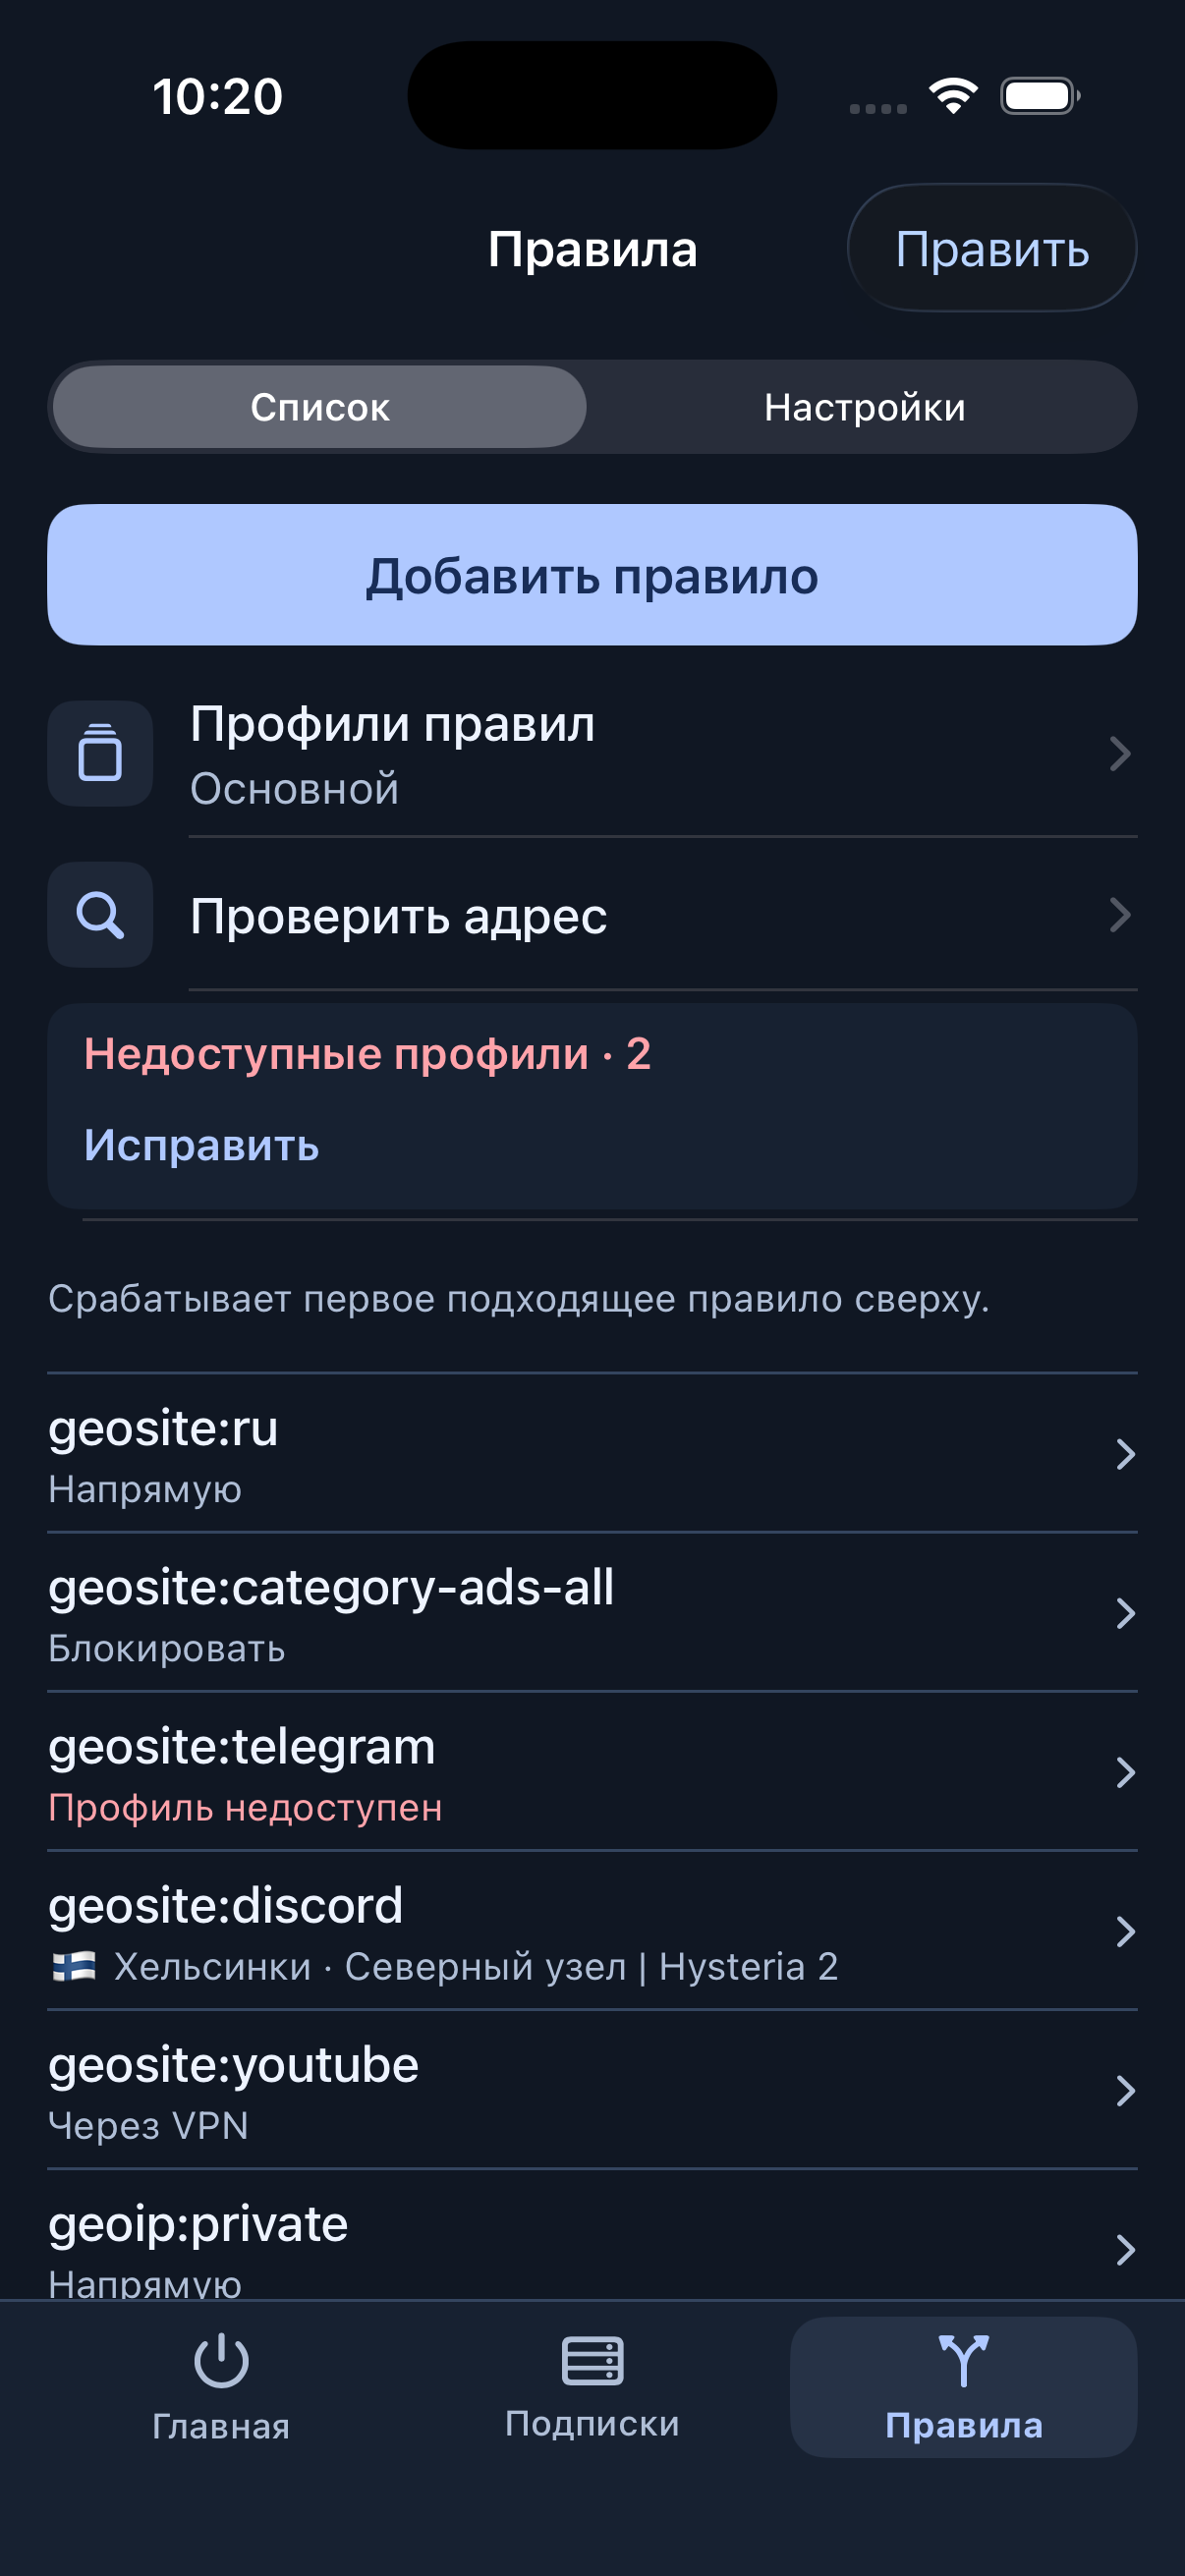 10:20
Правила
Править
Список
Настройки
Добавить правило
Профили правил
Основной
Проверить адрес
Недоступные профили · 2
Исправить
Срабатывает первое подходящее правило сверху.
geosite:ru
Напрямую
geosite:category-ads-all
Блокировать
geosite:telegram
Профиль недоступен
geosite:discord
🇫🇮 Хельсинки · Северный узел | Hysteria 2
geosite:youtube
Через VPN
geoip:private
Напрямую
Главная
Подписки
Правила